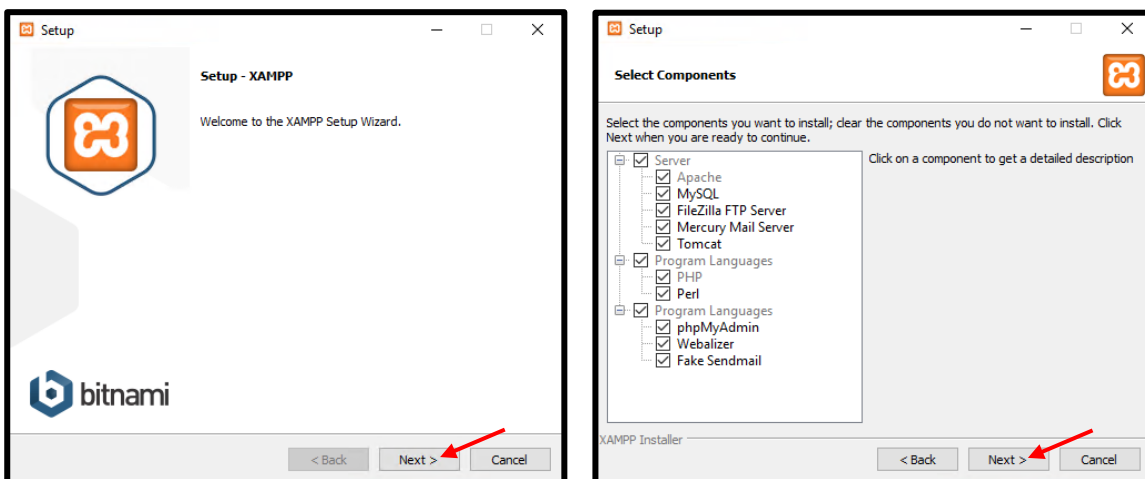 Setup
Setup - XAMPP
Welcome to the XAMPP Setup Wizard.
bitnami
< Back
Next >
Cancel
Setup
Select Components
Select the components you want to install; clear the components you do not want to install. Click
Next when you are ready to continue.
Server
Apache
MySQL
FileZilla FTP Server
Mercury Mail Server
Tomcat
Program Languages
PHP
Perl
Program Languages
phpMyAdmin
Webalizer
Fake Sendmail
Click on a component to get a detailed description
XAMPP Installer
< Back
Next >
Cancel